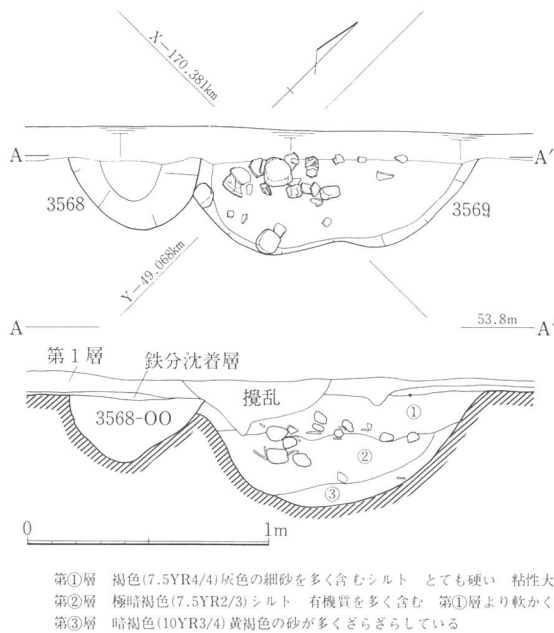 X-170.381km
A
A'
3568
3569
Y-49.068km
A
53.8m
A'
第1層
鉄分沈着層
攪乱
3568-OO
①
②
③
0
1m
第①層 褐色(7.5YR4/4)灰色の細砂を多く含むシルト とても硬い 粘性大
第②層 極暗褐色(7.5YR2/3)シルト 有機質を多く含む 第①層より軟かく
第③層 暗褐色(10YR3/4)黄褐色の砂が多くざらざらしている